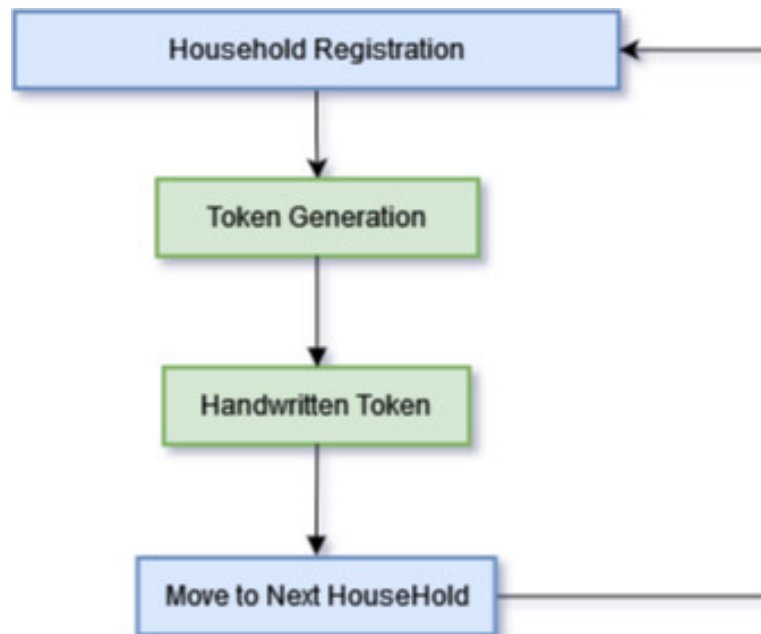 Household Registration
Token Generation
Handwritten Token
Move to Next HouseHold